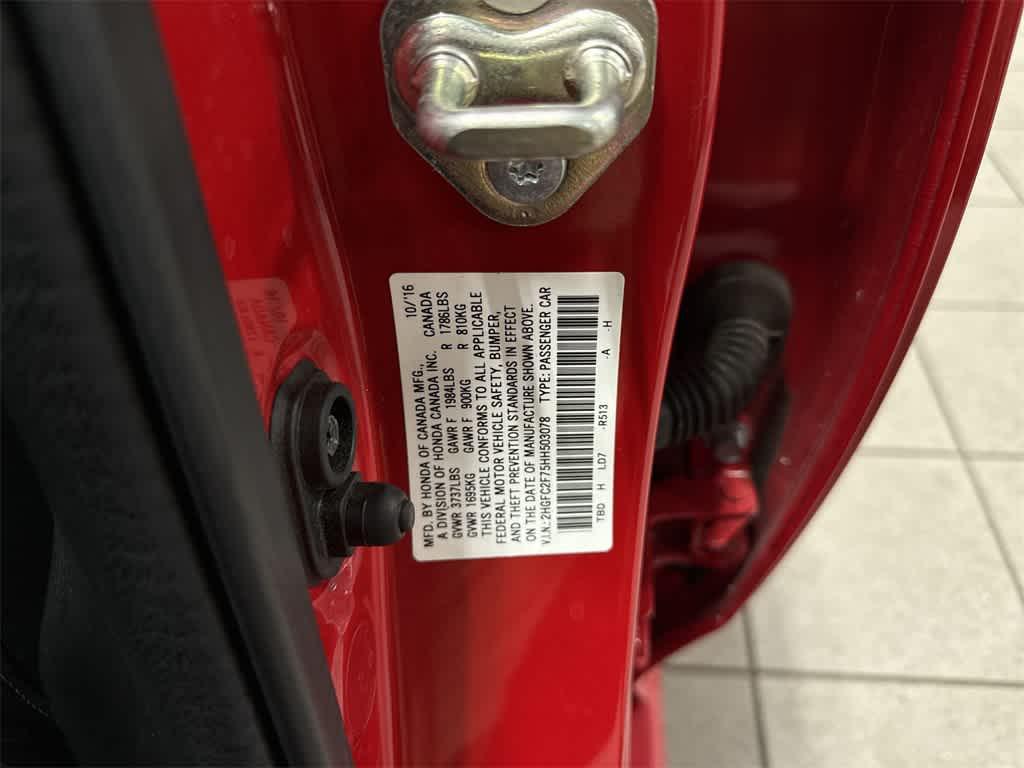 MFD. BY HONDA OF CANADA MFG., 10/'16
A DIVISION OF HONDA CANADA INC. CANADA
GVWR 3737LBS GAWR F 1984LBS R 1786LBS
GVWR 1695KG GAWR F 900KG R 810KG
THIS VEHICLE CONFORMS TO ALL APPLICABLE
FEDERAL MOTOR VEHICLE SAFETY, BUMPER,
AND THEFT PREVENTION STANDARDS IN EFFECT
ON THE DATE OF MANUFACTURE SHOWN ABOVE.
V.I.N.:2HGFC2F75HH503078 TYPE: PASSENGER CAR
TBD H LD7 -R513 -A -H